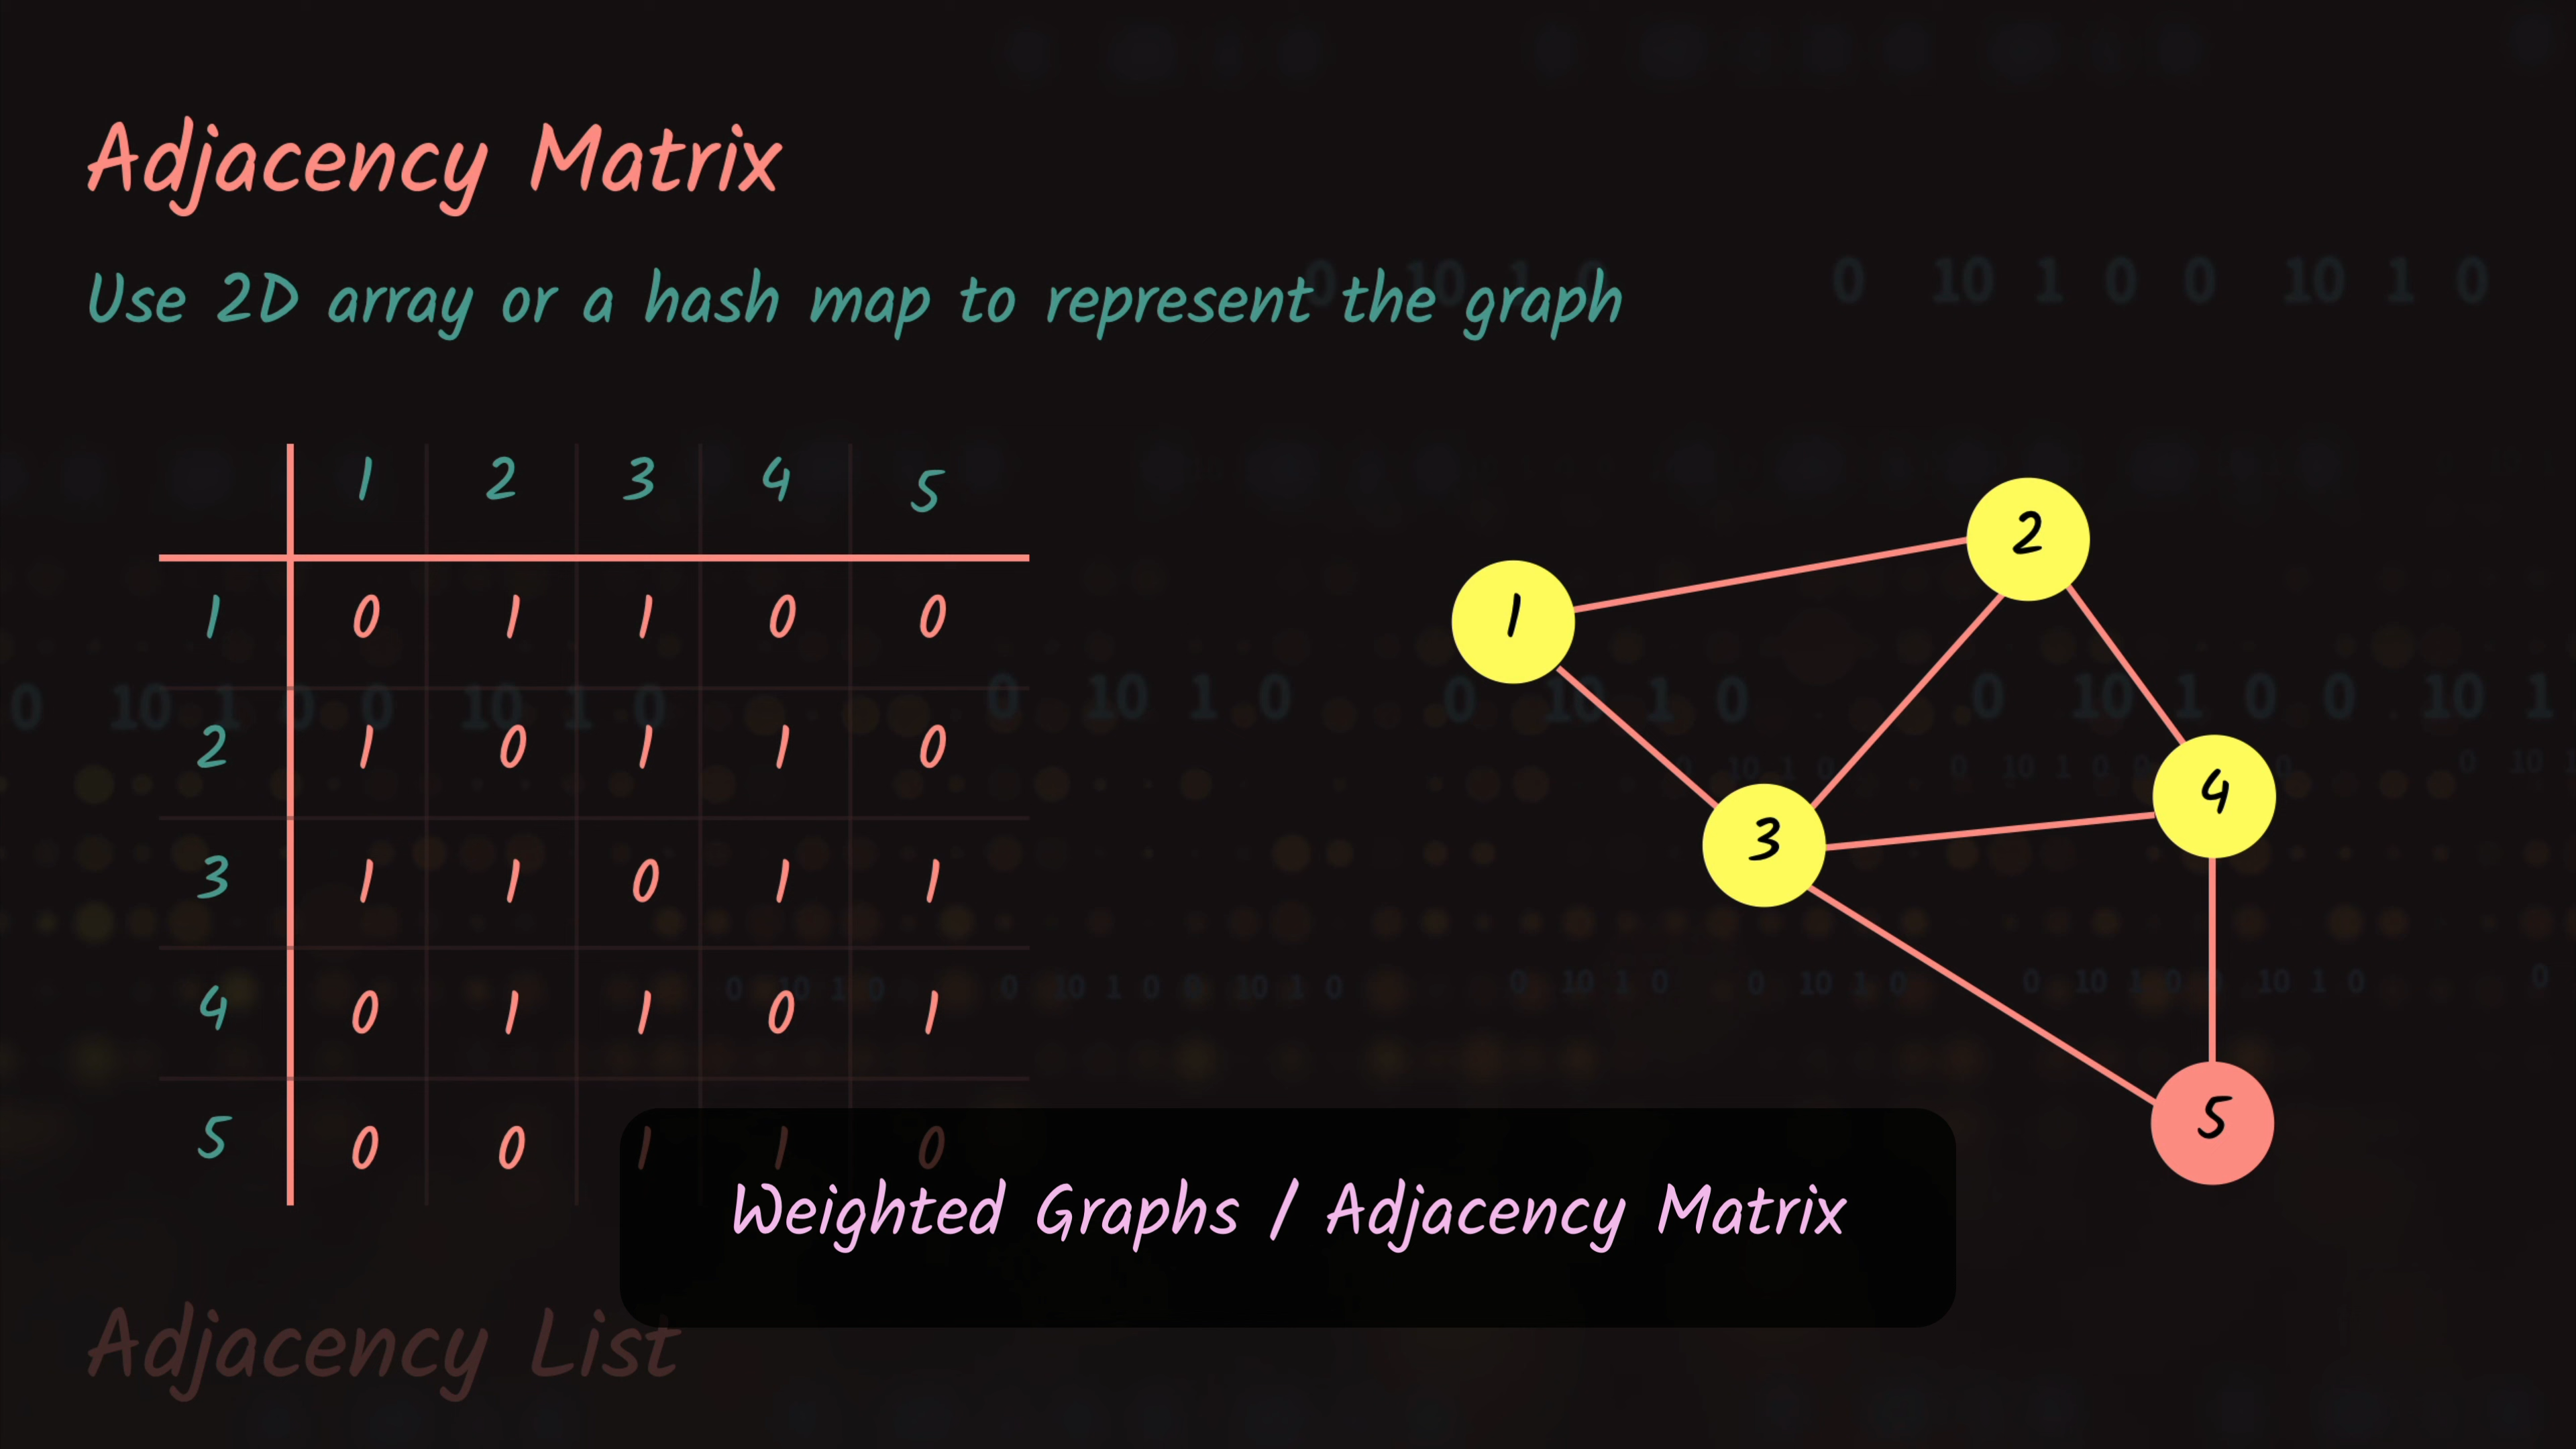 Adjacency Matrix
Use 2D array or a hash map to represent the graph
1 2 3 4 5
1 0 1 1 0 0
2 1 0 1 1 0
3 1 1 0 1 1
4 0 1 1 0 1
5 0 0 1 1 0
1
2
3
4
5
Weighted Graphs / Adjacency Matrix
Adjacency List